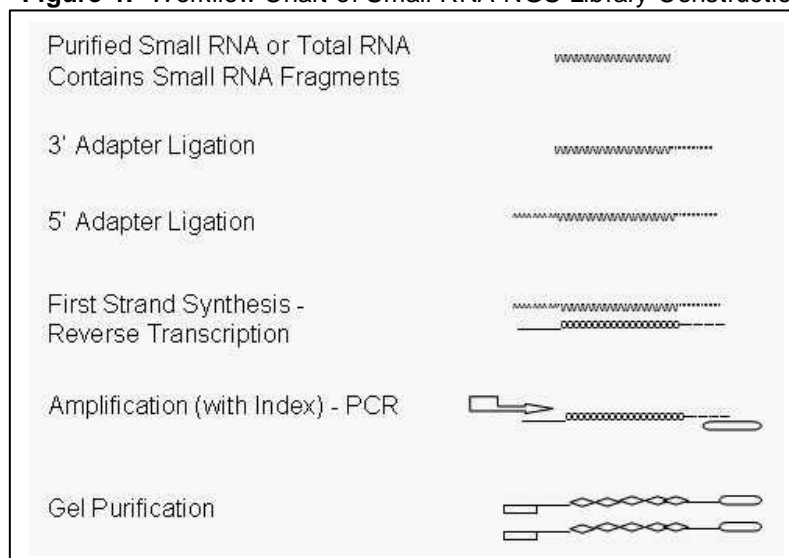 Purified Small RNA or Total RNA
Contains Small RNA Fragments
3' Adapter Ligation
5' Adapter Ligation
First Strand Synthesis -
Reverse Transcription
Amplification (with Index) - PCR
Gel Purification